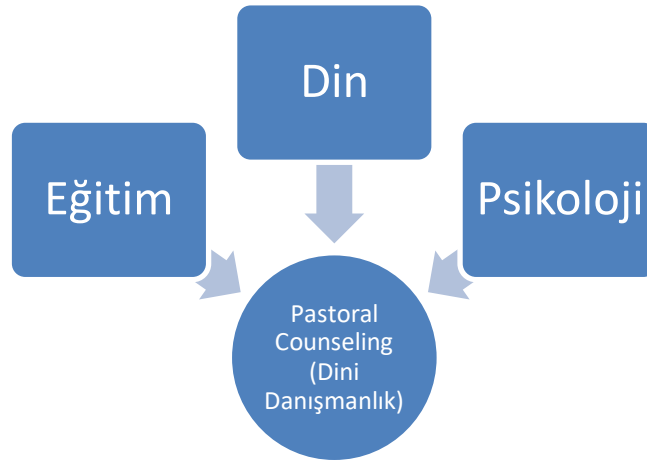 Din
Eğitim
Psikoloji
Pastoral
Counseling
(Dini
Danışmanlık)